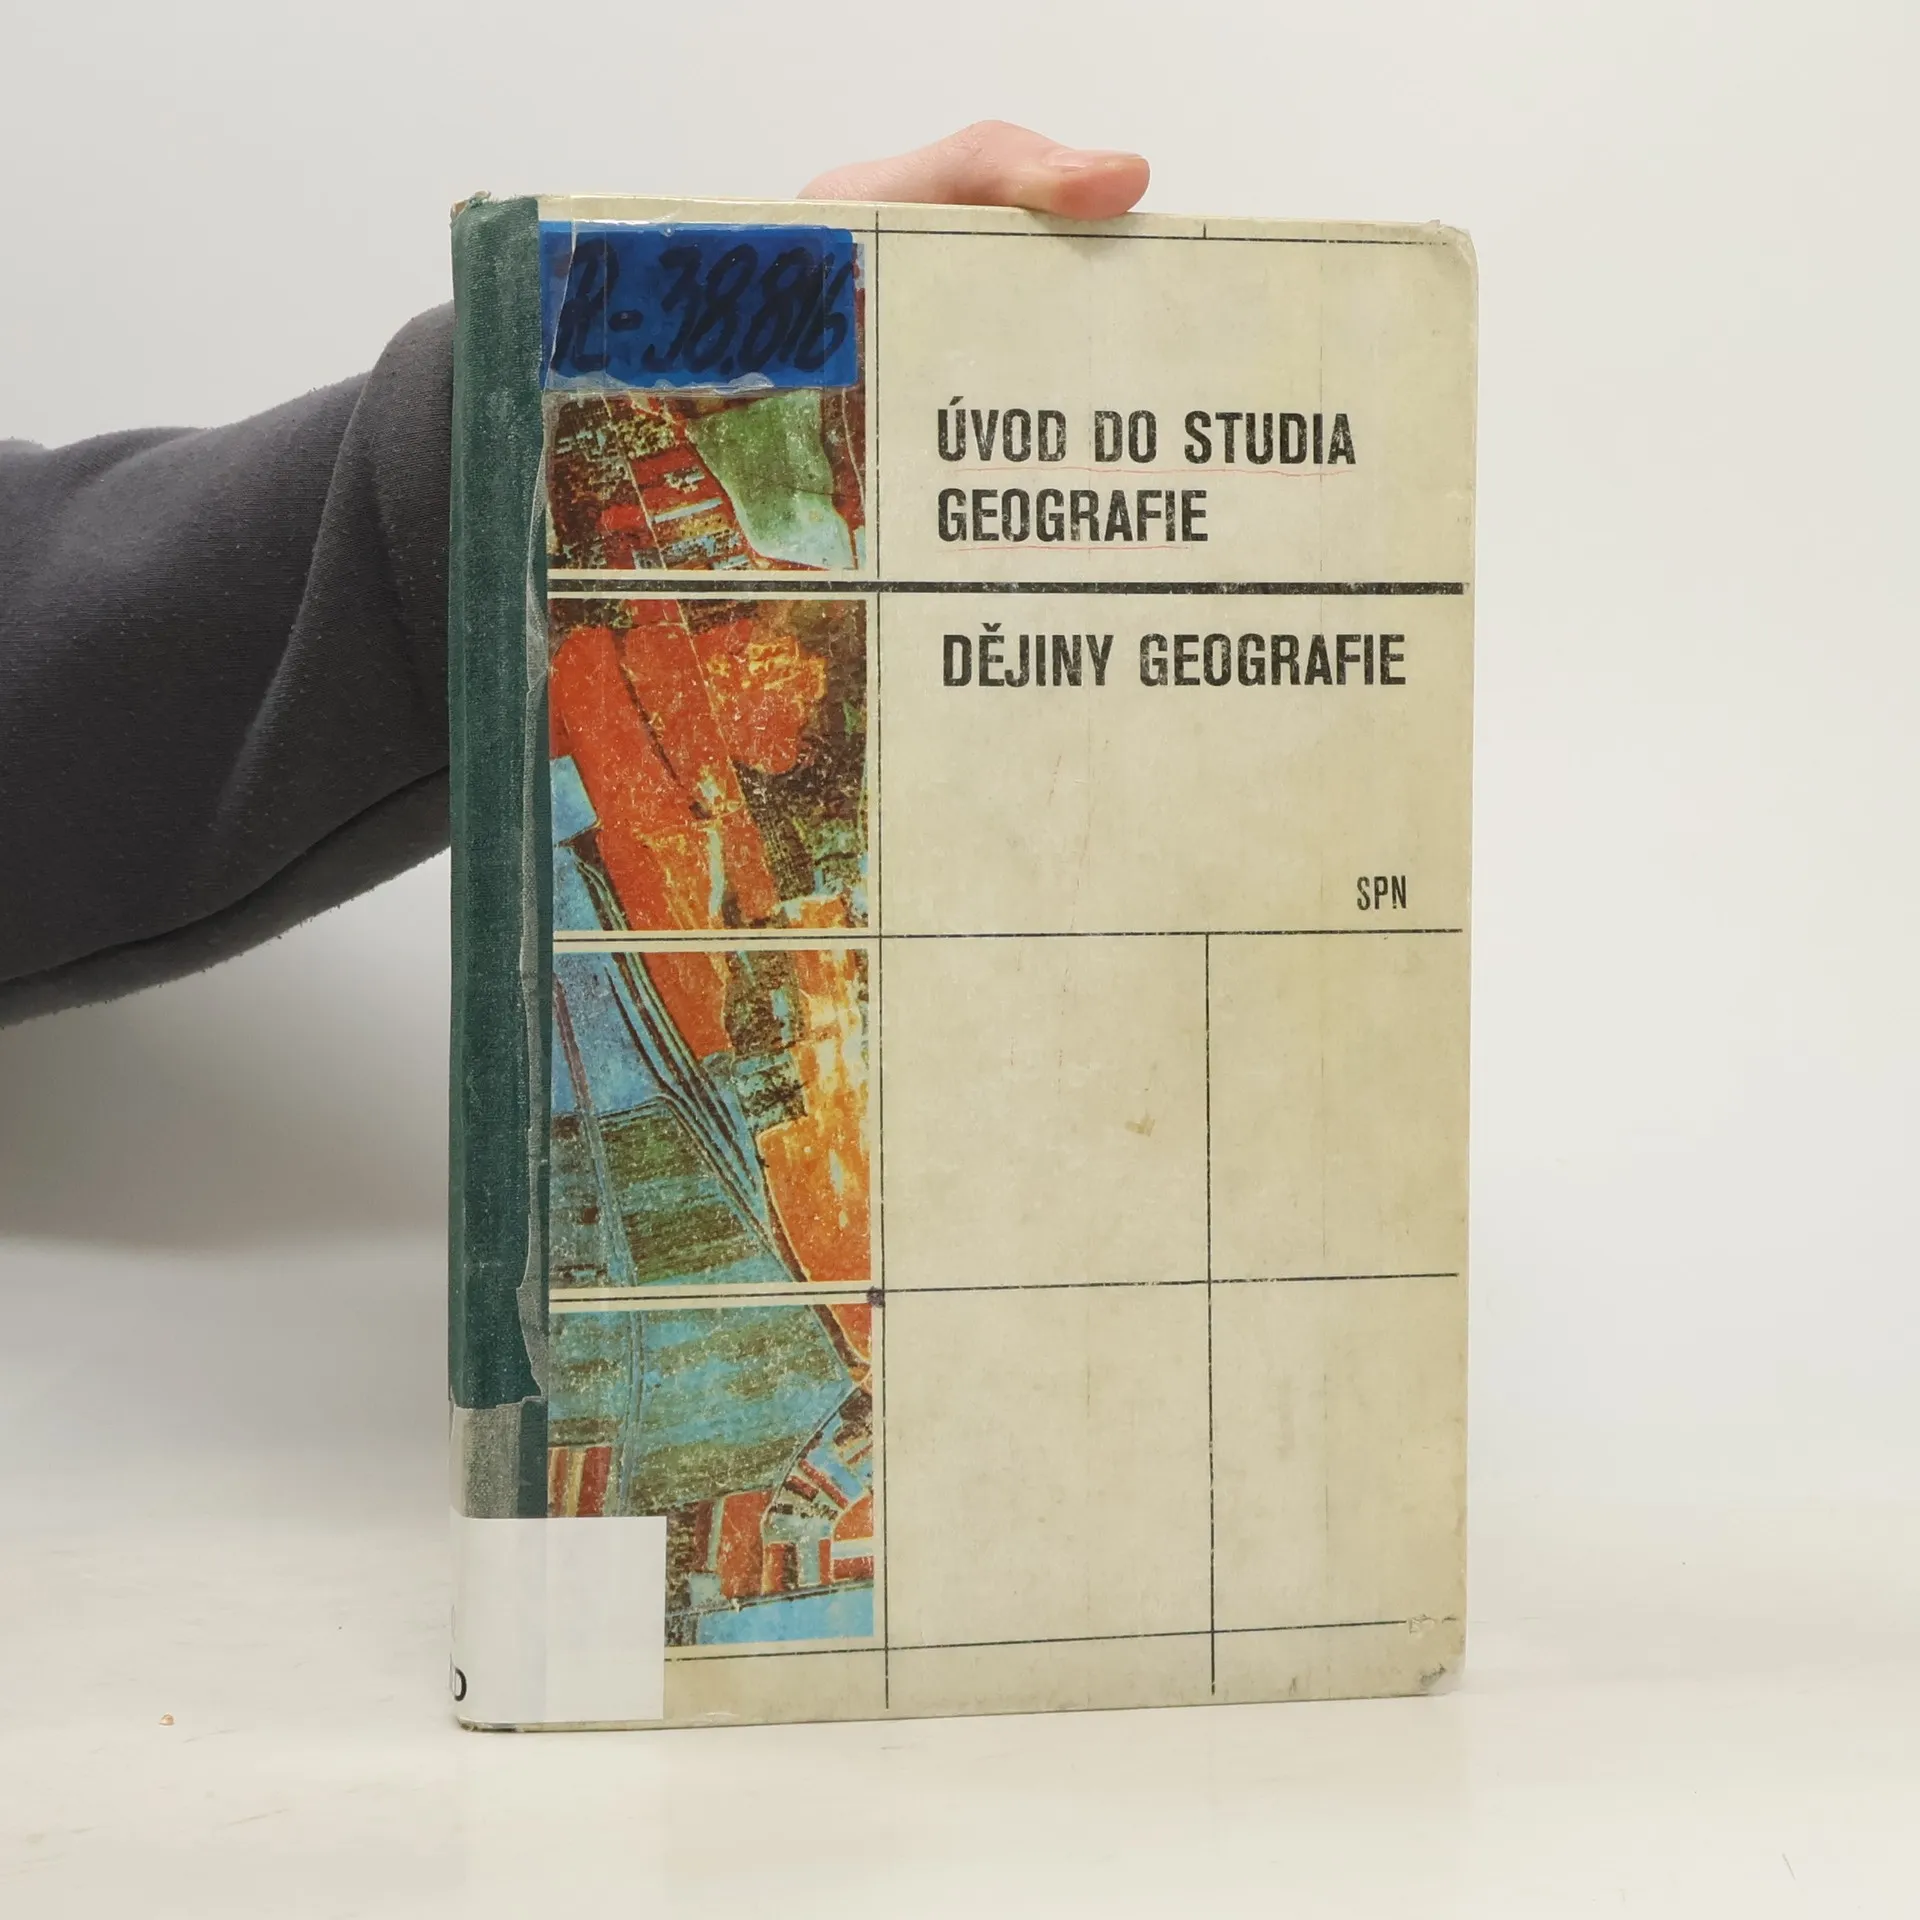 R-38.816
ÚVOD DO STUDIA
GEOGRAFIE
DĚJINY GEOGRAFIE
SPN